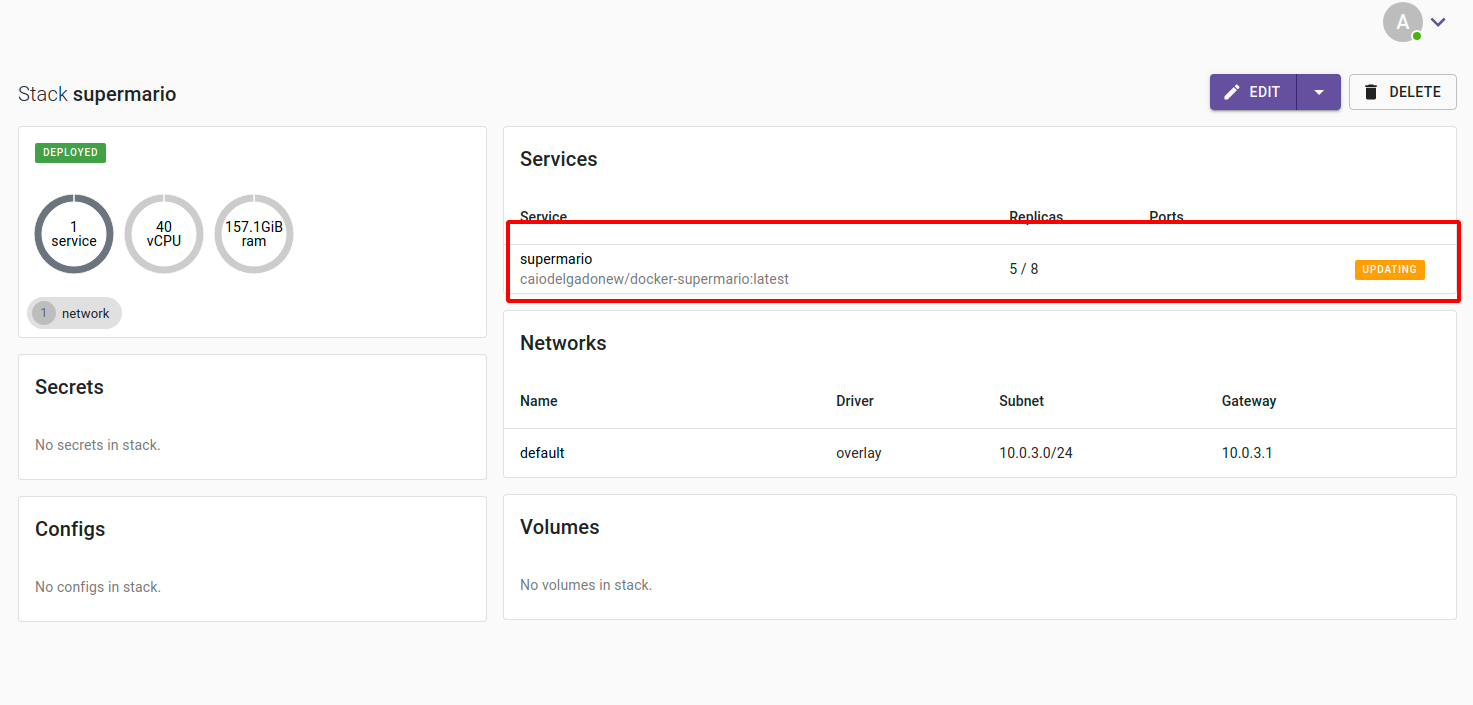 A
Stack supermario
EDIT
DELETE
DEPLOYED
1
service
40
vCPU
157.1GiB
ram
1 network
Secrets
No secrets in stack.
Configs
No configs in stack.
Services
Service Replicas Ports
supermario
caiodelgadonew/docker-supermario:latest
5 / 8
UPDATING
Networks
Name Driver Subnet Gateway
default overlay 10.0.3.0/24 10.0.3.1
Volumes
No volumes in stack.